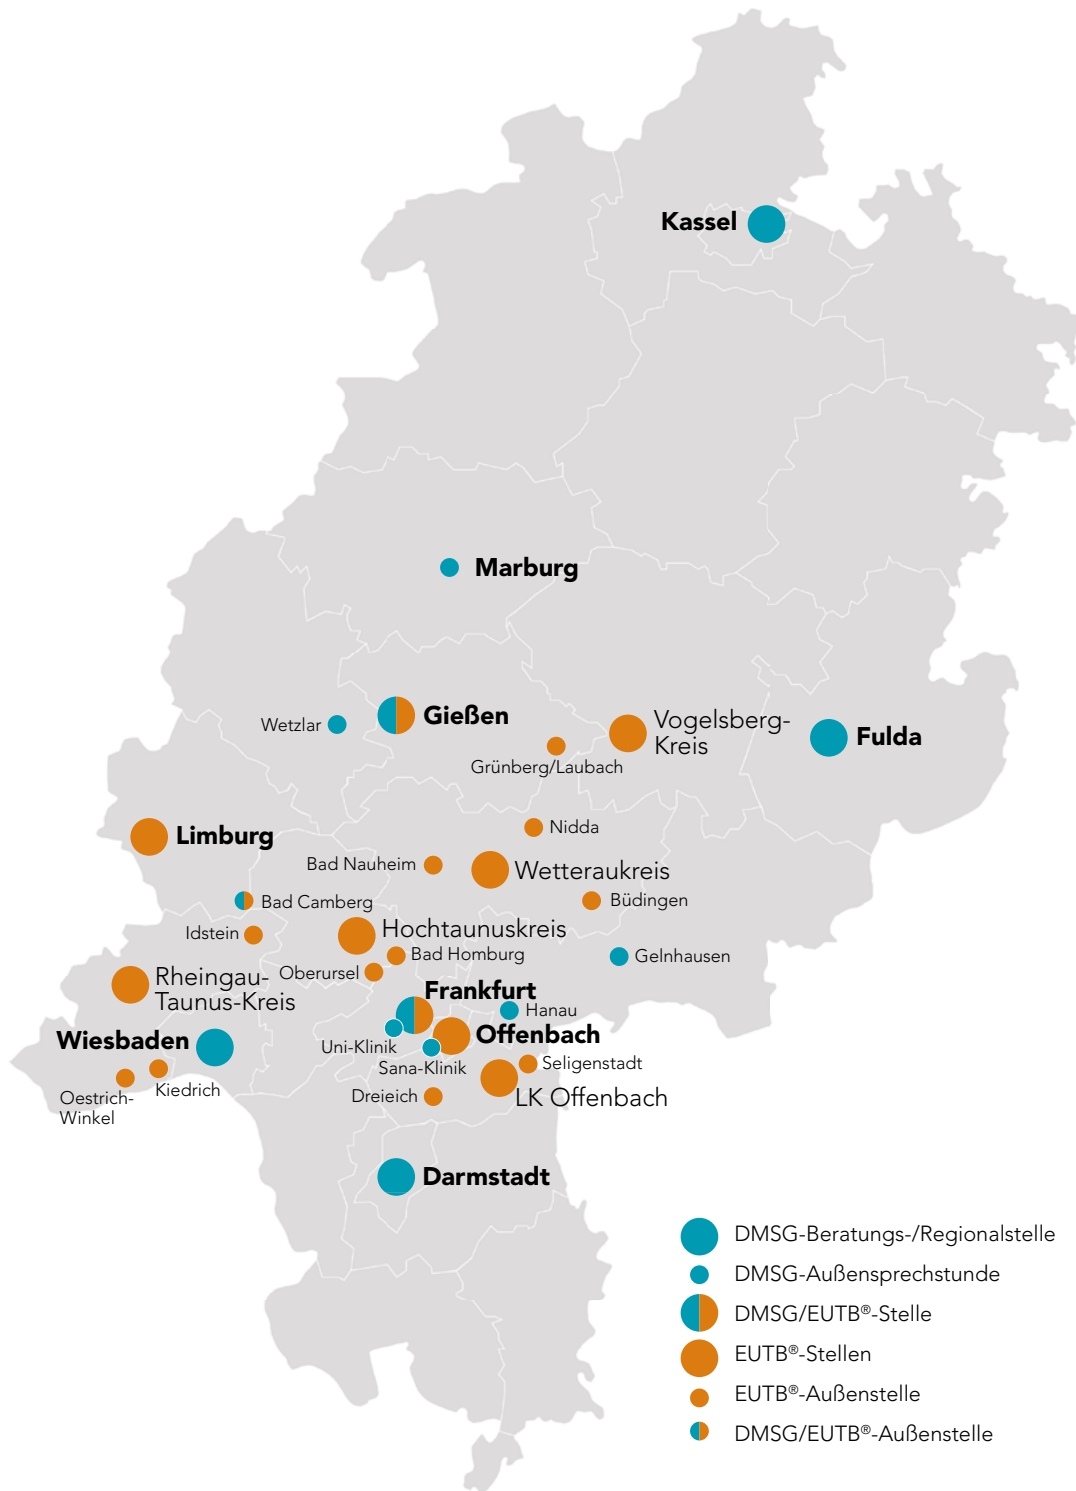 Kassel
Marburg
Gießen
Wetzlar
Vogelsberg-
Kreis
Fulda
Grünberg/Laubach
Limburg
Nidda
Bad Nauheim
Wetteraukreis
Bad Camberg
Büdingen
Idstein
Hochtaunuskreis
Bad Homburg
Gelnhausen
Oberursel
Rheingau-
Taunus-Kreis
Frankfurt
Hanau
Wiesbaden
Offenbach
Uni-Klinik
Sana-Klinik
Seligenstadt
Oestrich-
Winkel
Kiedrich
Dreieich
LK Offenbach
Darmstadt
DMSG-Beratungs-/Regionalstelle
DMSG-Außensprechstunde
DMSG/EUTB®-Stelle
EUTB®-Stellen
EUTB®-Außenstelle
DMSG/EUTB®-Außenstelle